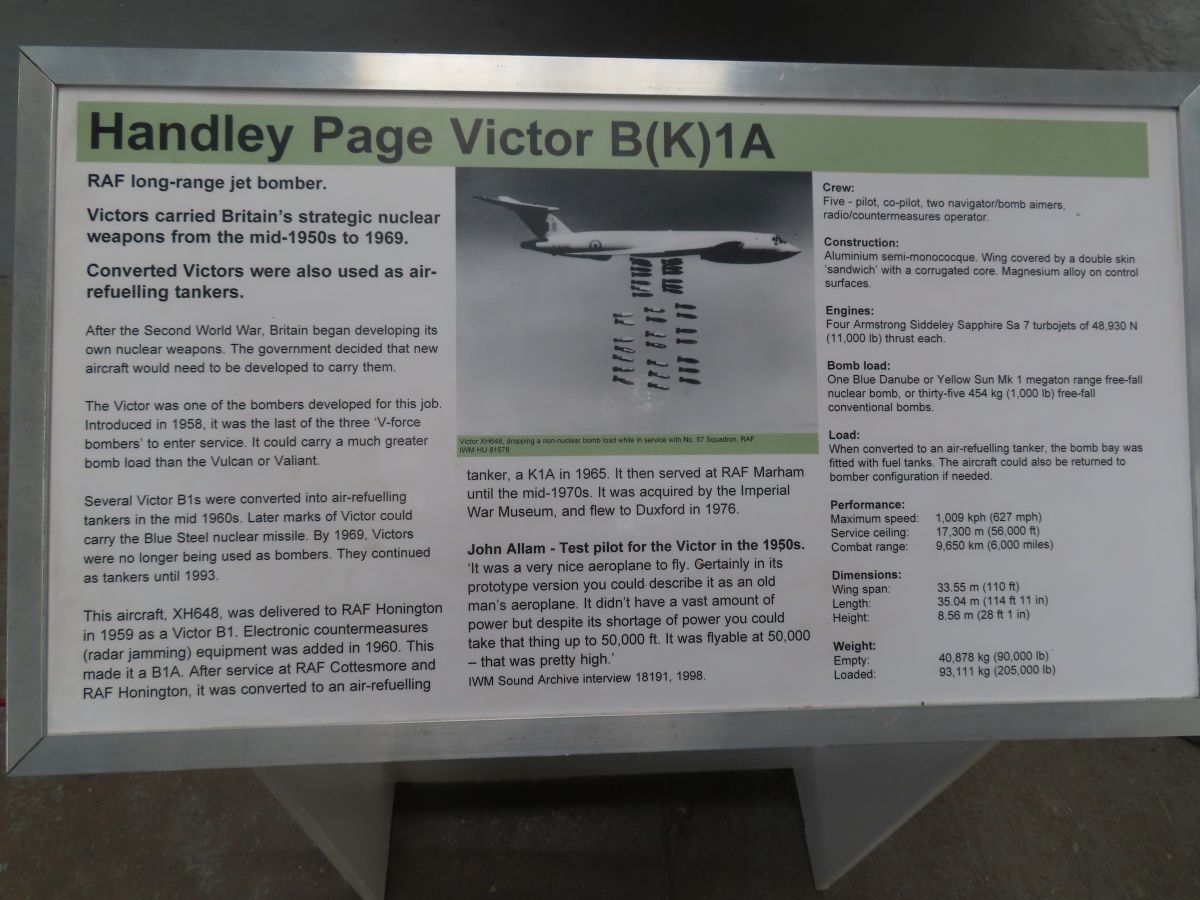 Handley Page Victor B(K)1A
RAF long-range jet bomber.
Victors carried Britain's strategic nuclear
weapons from the mid-1950s to 1969.
Converted Victors were also used as air-
refuelling tankers.
After the Second World War, Britain began developing its
own nuclear weapons. The government decided that new
aircraft would need to be developed to carry them.
The Victor was one of the bombers developed for this job.
Introduced in 1958, it was the last of the three 'V-force
bombers' to enter service. It could carry a much greater
bomb load than the Vulcan or Valiant.
Several Victor B1s were converted into air-refuelling
tankers in the mid 1960s. Later marks of Victor could
carry the Blue Steel nuclear missile. By 1969, Victors
were no longer being used as bombers. They continued
as tankers until 1993.
This aircraft, XH648, was delivered to RAF Honington
in 1959 as a Victor B1. Electronic countermeasures
(radar jamming) equipment was added in 1960. This
made it a B1A. After service at RAF Cottesmore and
RAF Honington, it was converted to an air-refuelling
Victor XH648, dropping a non-nuclear bomb load while in service with No. 57 Squadron, RAF
IWM HU 81578
tanker, a K1A in 1965. It then served at RAF Marham
until the mid-1970s. It was acquired by the Imperial
War Museum, and flew to Duxford in 1976.
John Allam - Test pilot for the Victor in the 1950s.
'It was a very nice aeroplane to fly. Certainly in its
prototype version you could describe it as an old
man's aeroplane. It didn't have a vast amount of
power but despite its shortage of power you could
take that thing up to 50,000 ft. It was flyable at 50,000
– that was pretty high.'
IWM Sound Archive interview 18191, 1998.
Crew:
Five - pilot, co-pilot, two navigator/bomb aimers,
radio/countermeasures operator.
Construction:
Aluminium semi-monococque. Wing covered by a double skin
'sandwich' with a corrugated core. Magnesium alloy on control
surfaces.
Engines:
Four Armstrong Siddeley Sapphire Sa 7 turbojets of 48,930 N
(11,000 lb) thrust each.
Bomb load:
One Blue Danube or Yellow Sun Mk 1 megaton range free-fall
nuclear bomb, or thirty-five 454 kg (1,000 lb) free-fall
conventional bombs.
Load:
When converted to an air-refuelling tanker, the bomb bay was
fitted with fuel tanks. The aircraft could also be returned to
bomber configuration if needed.
Performance:
Maximum speed: 1,009 kph (627 mph)
Service ceiling: 17,300 m (56,000 ft)
Combat range: 9,650 km (6,000 miles)
Dimensions:
Wing span: 33.55 m (110 ft)
Length: 35.04 m (114 ft 11 in)
Height: 8.56 m (28 ft 1 in)
Weight:
Empty: 40,878 kg (90,000 lb)
Loaded: 93,111 kg (205,000 lb)